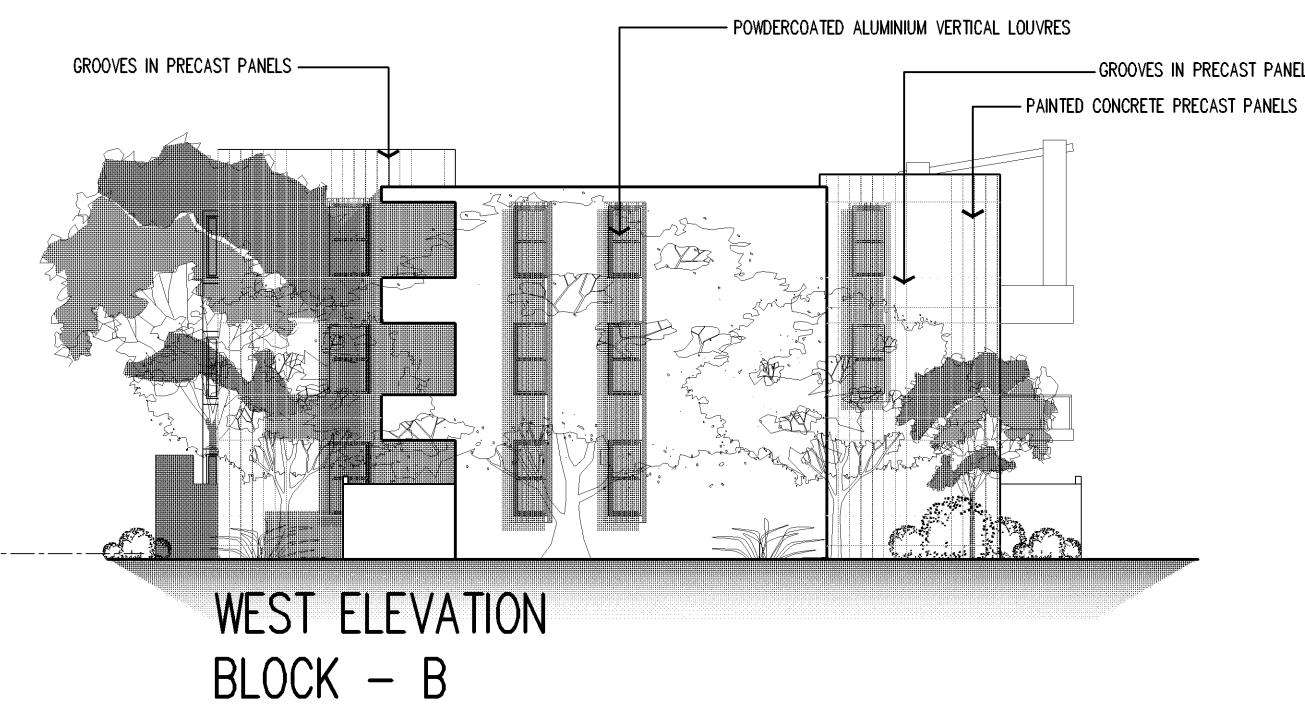 POWDERCOATED ALUMINIUM VERTICAL LOUVRES
GROOVES IN PRECAST PANELS
GROOVES IN PRECAST PANEL
PAINTED CONCRETE PRECAST PANELS
WEST ELEVATION
BLOCK - B